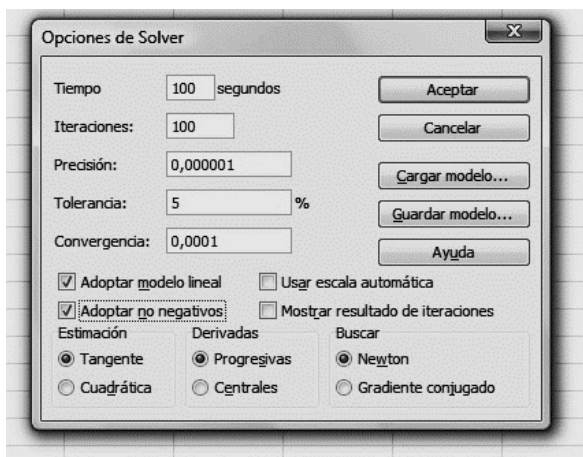 Opciones de Solver
Tiempo 100 segundos
Aceptar
Iteraciones: 100
Cancelar
Precisión: 0,000001
Cargar modelo...
Tolerancia: 5 %
Guardar modelo...
Convergencia: 0,0001
Ayuda
Adoptar modelo lineal
Usar escala automática
Adoptar no negativos
Mostrar resultado de iteraciones
Estimación
Derivadas
Buscar
Tangente
Progresivas
Newton
Cuadrática
Centrales
Gradiente conjugado